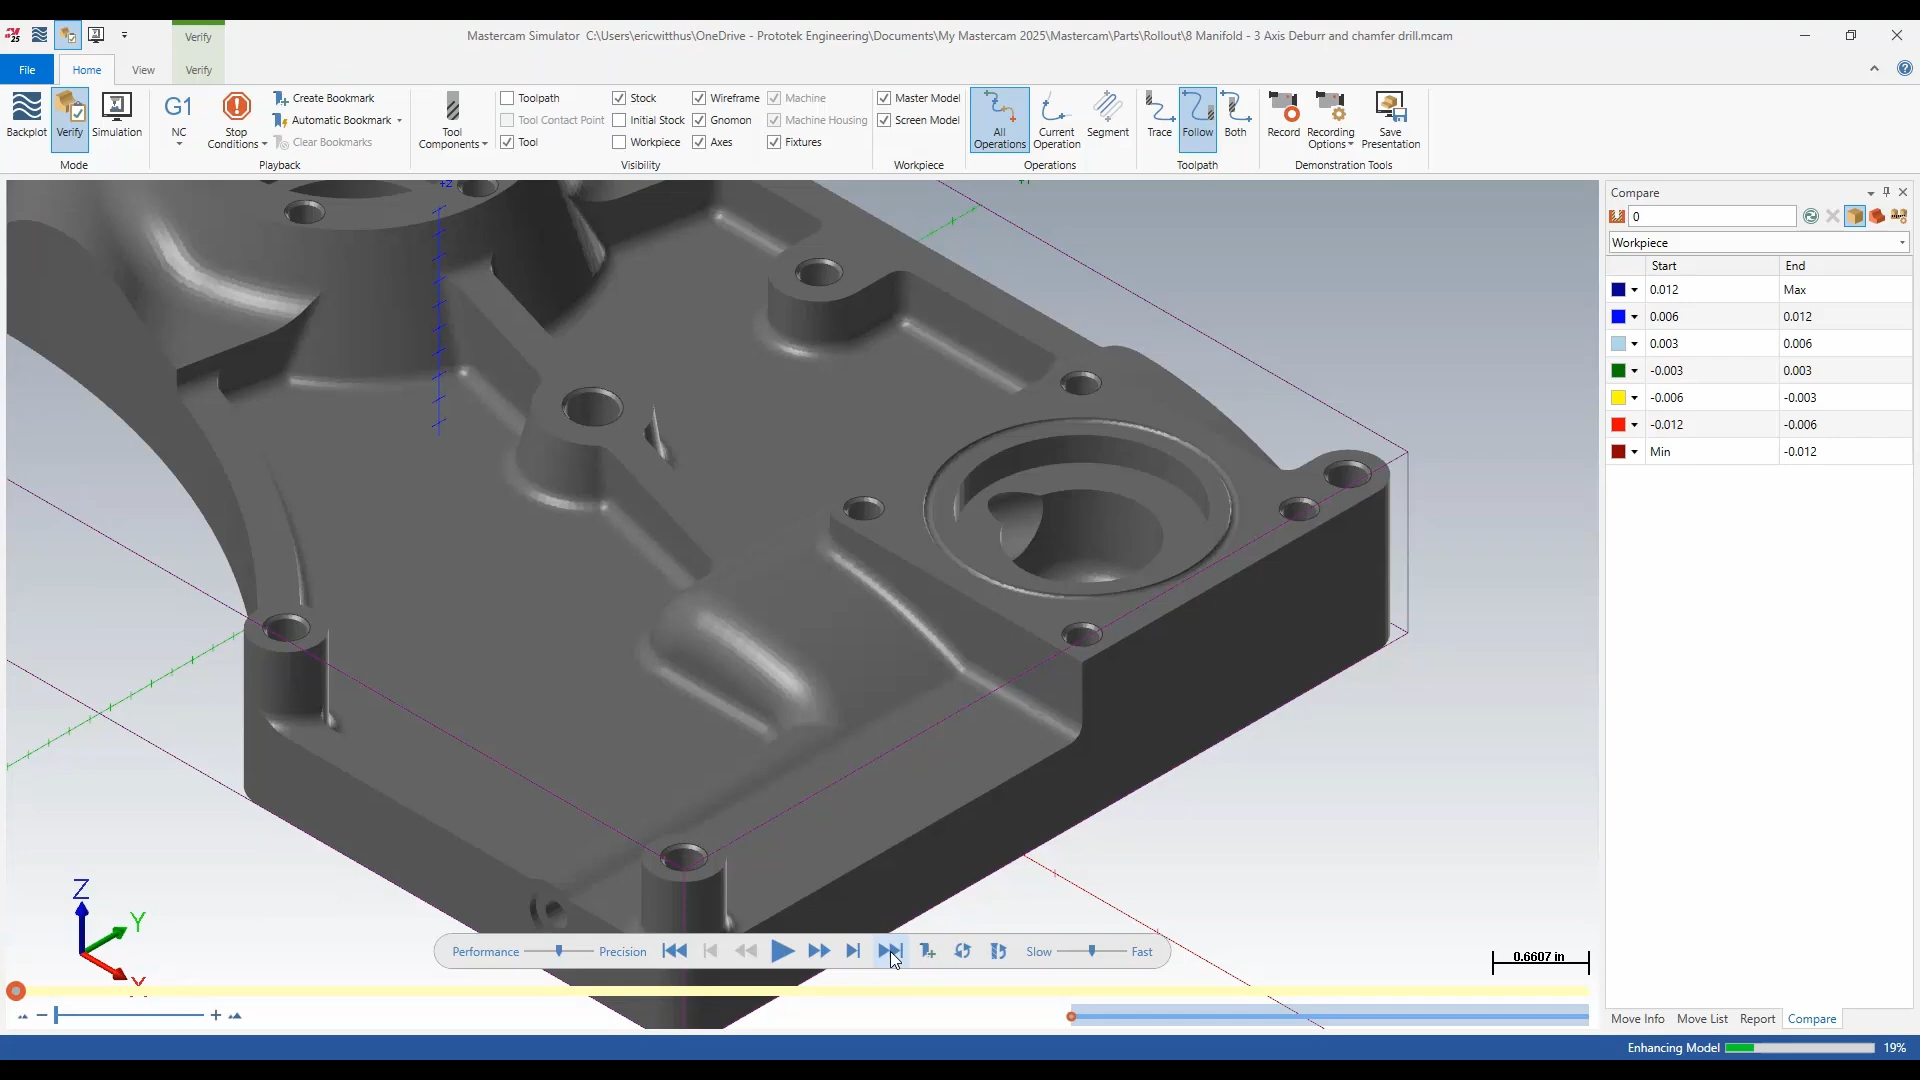 25
Verify
Mastercam Simulator C:\Users\ericwitthus\OneDrive - Prototek Engineering\Documents\My Mastercam 2025\Mastercam\Parts\Rollout\8 Manifold - 3 Axis Deburr and chamfer drill.mcam
File Home View Verify
Backplot Verify Simulation
Mode
G1 NC
Stop Conditions
Create Bookmark
Automatic Bookmark
Clear Bookmarks
Playback
Tool Components
Toolpath Stock Wireframe Machine
Tool Contact Point Initial Stock Gnomon Machine Housing
Tool Workpiece Axes Fixtures
Visibility
Master Model
Screen Model
Workpiece
All Operations Current Operation Segment
Operations
Trace Follow Both
Toolpath
Record Recording Options Save Presentation
Demonstration Tools
+Z
+Y
Compare
0
Workpiece
Start End
0.012 Max
0.006 0.012
0.003 0.006
-0.003 0.003
-0.006 -0.003
-0.012 -0.006
Min -0.012
Z
Y
X
Performance Precision Slow Fast
0.6607 in
Move Info Move List Report Compare
Enhancing Model 19%